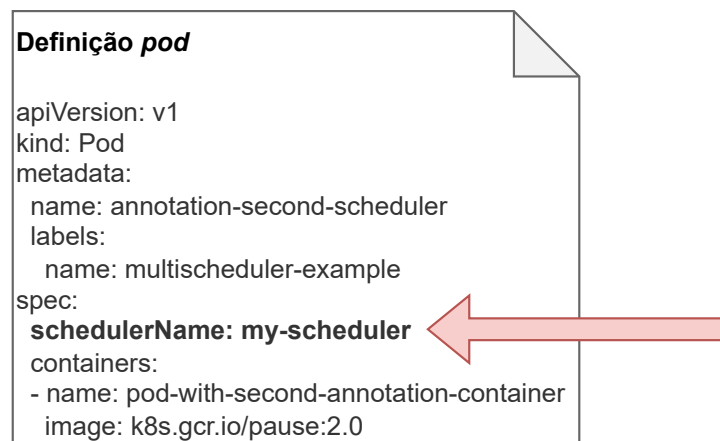 Definição pod
apiVersion: v1
kind: Pod
metadata:
name: annotation-second-scheduler
labels:
name: multischeduler-example
spec:
schedulerName: my-scheduler
containers:
- name: pod-with-second-annotation-container
image: k8s.gcr.io/pause:2.0